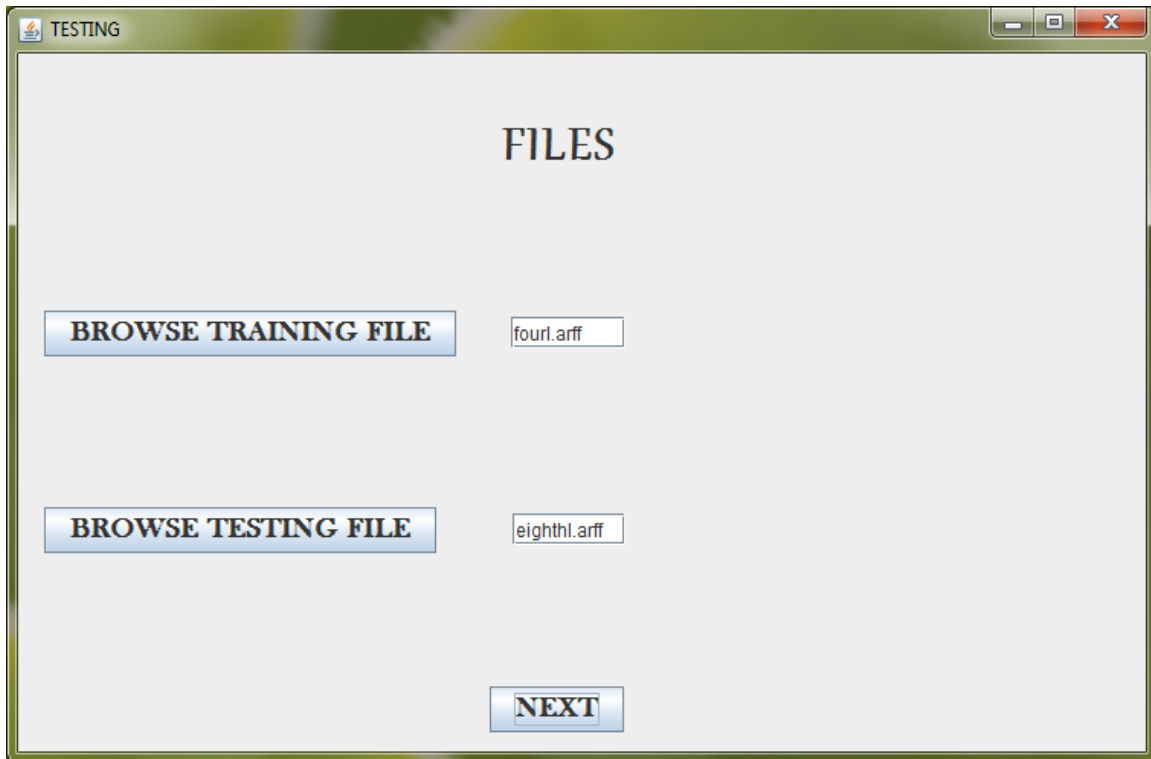 TESTING
FILES
BROWSE TRAINING FILE
fourl.arff
BROWSE TESTING FILE
eighthl.arff
NEXT